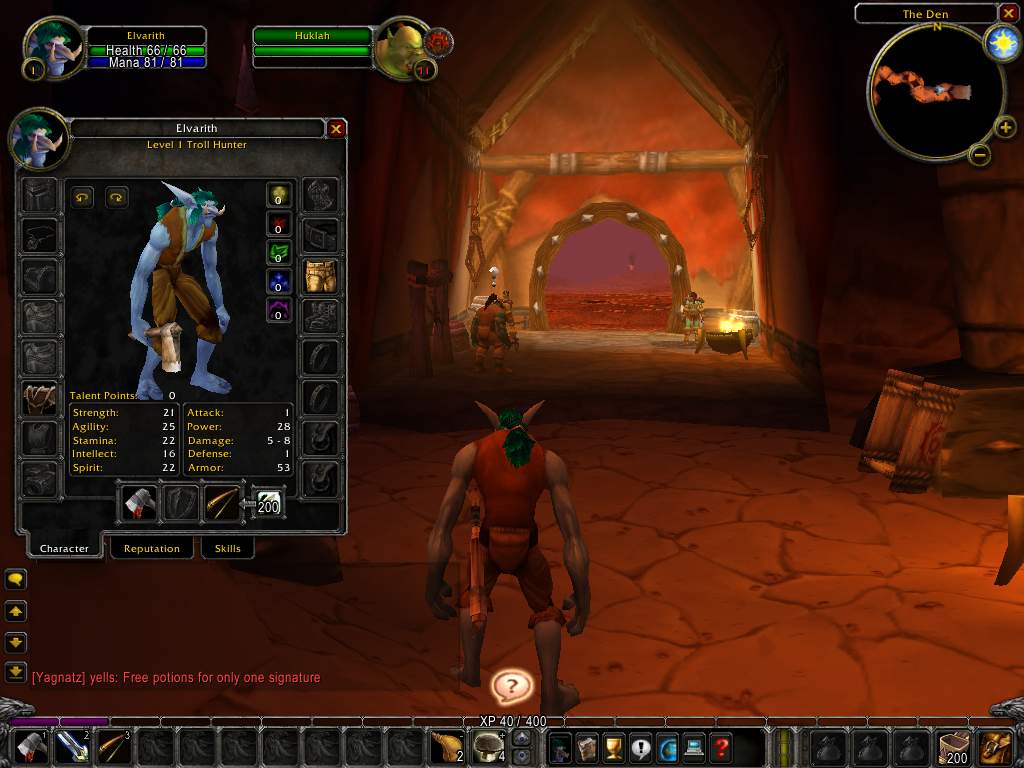 Elvarith
Health 66 / 66
Mana 81 / 81
1
Huklah
11
The Den
N
Elvarith
Level 1 Troll Hunter
0
0
0
0
0
Talent Points: 0
Strength: 21
Agility: 25
Stamina: 22
Intellect: 16
Spirit: 22
Attack: 1
Power: 28
Damage: 5 - 8
Defense: 1
Armor: 53
200
Character
Reputation
Skills
[Yagnatz] yells: Free potions for only one signature
?
XP 40 / 400
1
2
3
2
4
!
?
200